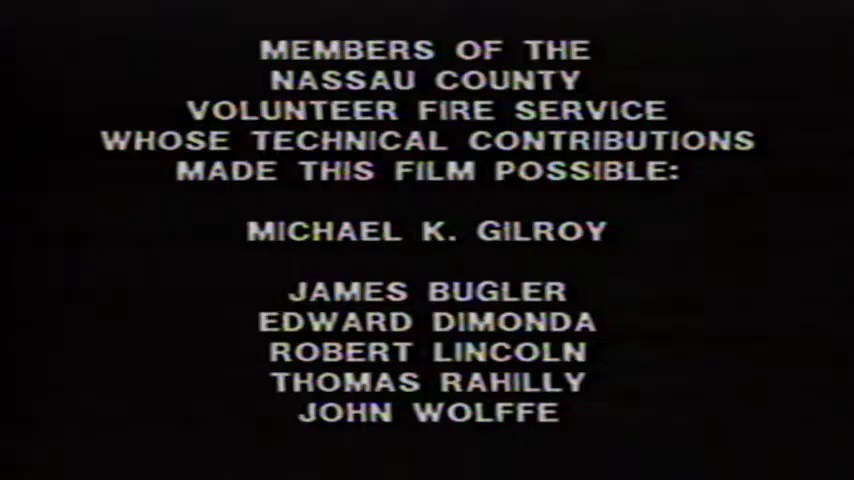 MEMBERS OF THE
NASSAU COUNTY
VOLUNTEER FIRE SERVICE
WHOSE TECHNICAL CONTRIBUTIONS
MADE THIS FILM POSSIBLE:
MICHAEL K. GILROY
JAMES BUGLER
EDWARD DIMONDA
ROBERT LINCOLN
THOMAS RAHILLY
JOHN WOLFFE